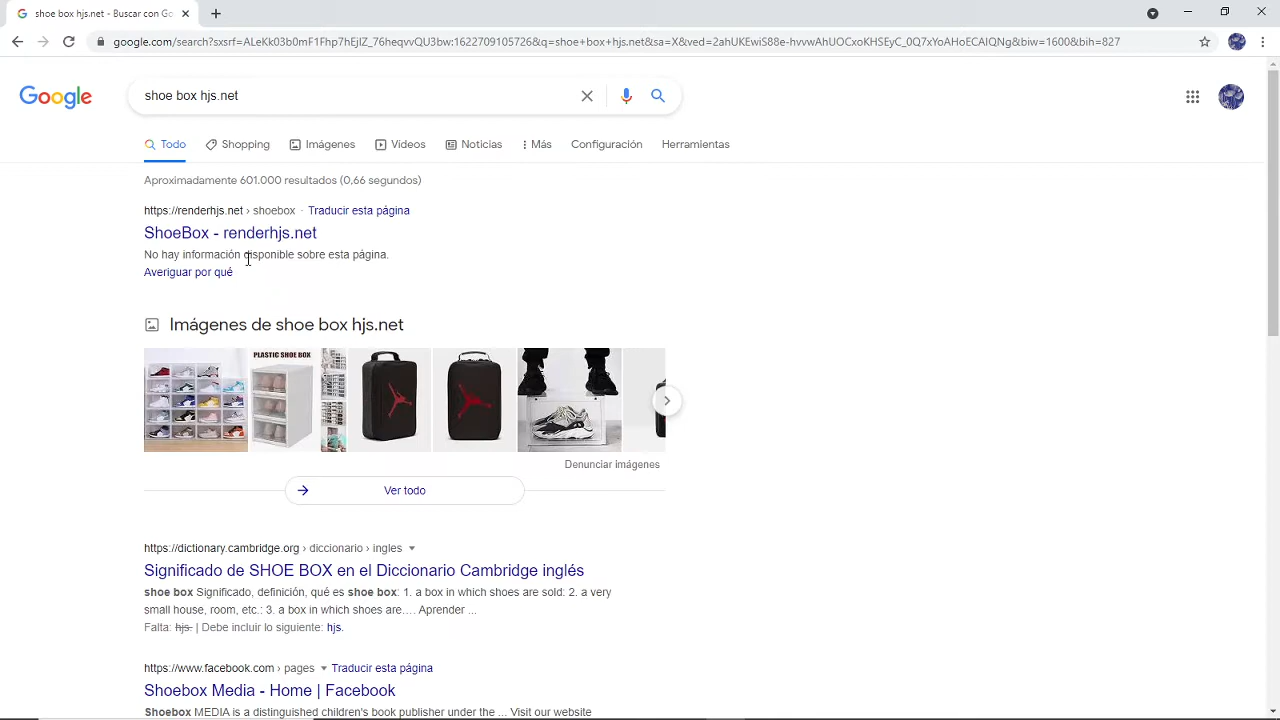 shoe box hjs.net - Buscar con Go
google.com/search?sxsrf=ALeKk03b0mF1Fhp7hEjIZ_76heqvvQU3bw:1622709105726&q=shoe+box+hjs.net&sa=X&ved=2ahUKEwiS88e-hvvwAhUOCxoKHSEyC_0Q7xYoAHoECAIQNg&biw=1600&bih=827
Google
shoe box hjs.net
Todo Shopping Imágenes Vídeos Noticias Más Configuración Herramientas
Aproximadamente 601.000 resultados (0,66 segundos)
https://renderhjs.net › shoebox · Traducir esta página
ShoeBox - renderhjs.net
No hay información disponible sobre esta página.
Averiguar por qué
Imágenes de shoe box hjs.net
PLASTIC SHOE BOX
Denunciar imágenes
Ver todo
https://dictionary.cambridge.org › diccionario › ingles
Significado de SHOE BOX en el Diccionario Cambridge inglés
shoe box Significado, definición, qué es shoe box: 1. a box in which shoes are sold: 2. a very
small house, room, etc.: 3. a box in which shoes are.… Aprender ...
Falta: hjs. | Debe incluir lo siguiente: hjs.
https://www.facebook.com › pages Traducir esta página
Shoebox Media - Home | Facebook
Shoebox MEDIA is a distinguished children's book publisher under the ... Visit our website